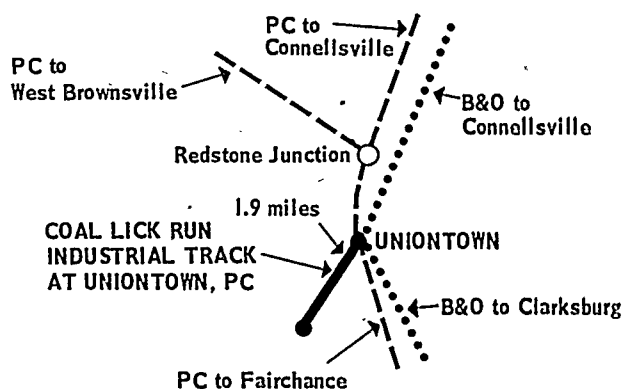 PC to
Connellsville
PC to
West Brownsville
B&O to
Connellsville
Redstone Junction
1.9 miles
COAL LICK RUN
INDUSTRIAL TRACK
AT UNIONTOWN, PC
UNIONTOWN
B&O to Clarksburg
PC to Fairchance